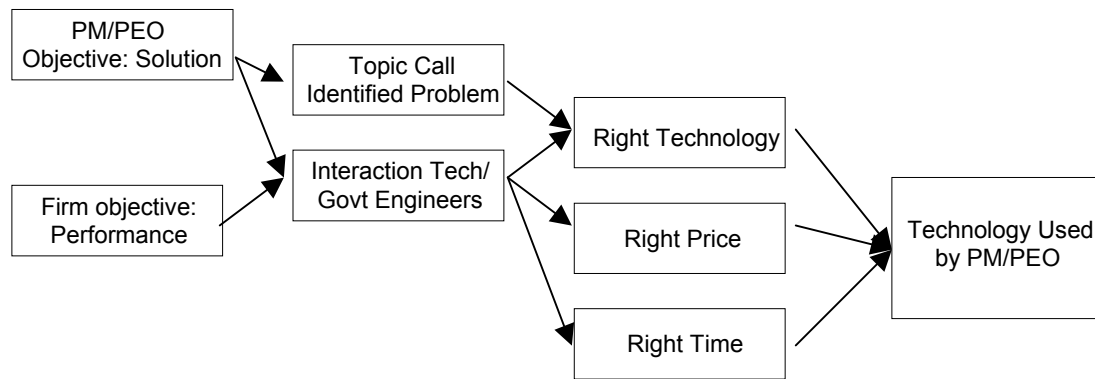 PM/PEO
Objective: Solution
Topic Call
Identified Problem
Right Technology
Interaction Tech/
Govt Engineers
Firm objective:
Performance
Right Price
Technology Used
by PM/PEO
Right Time